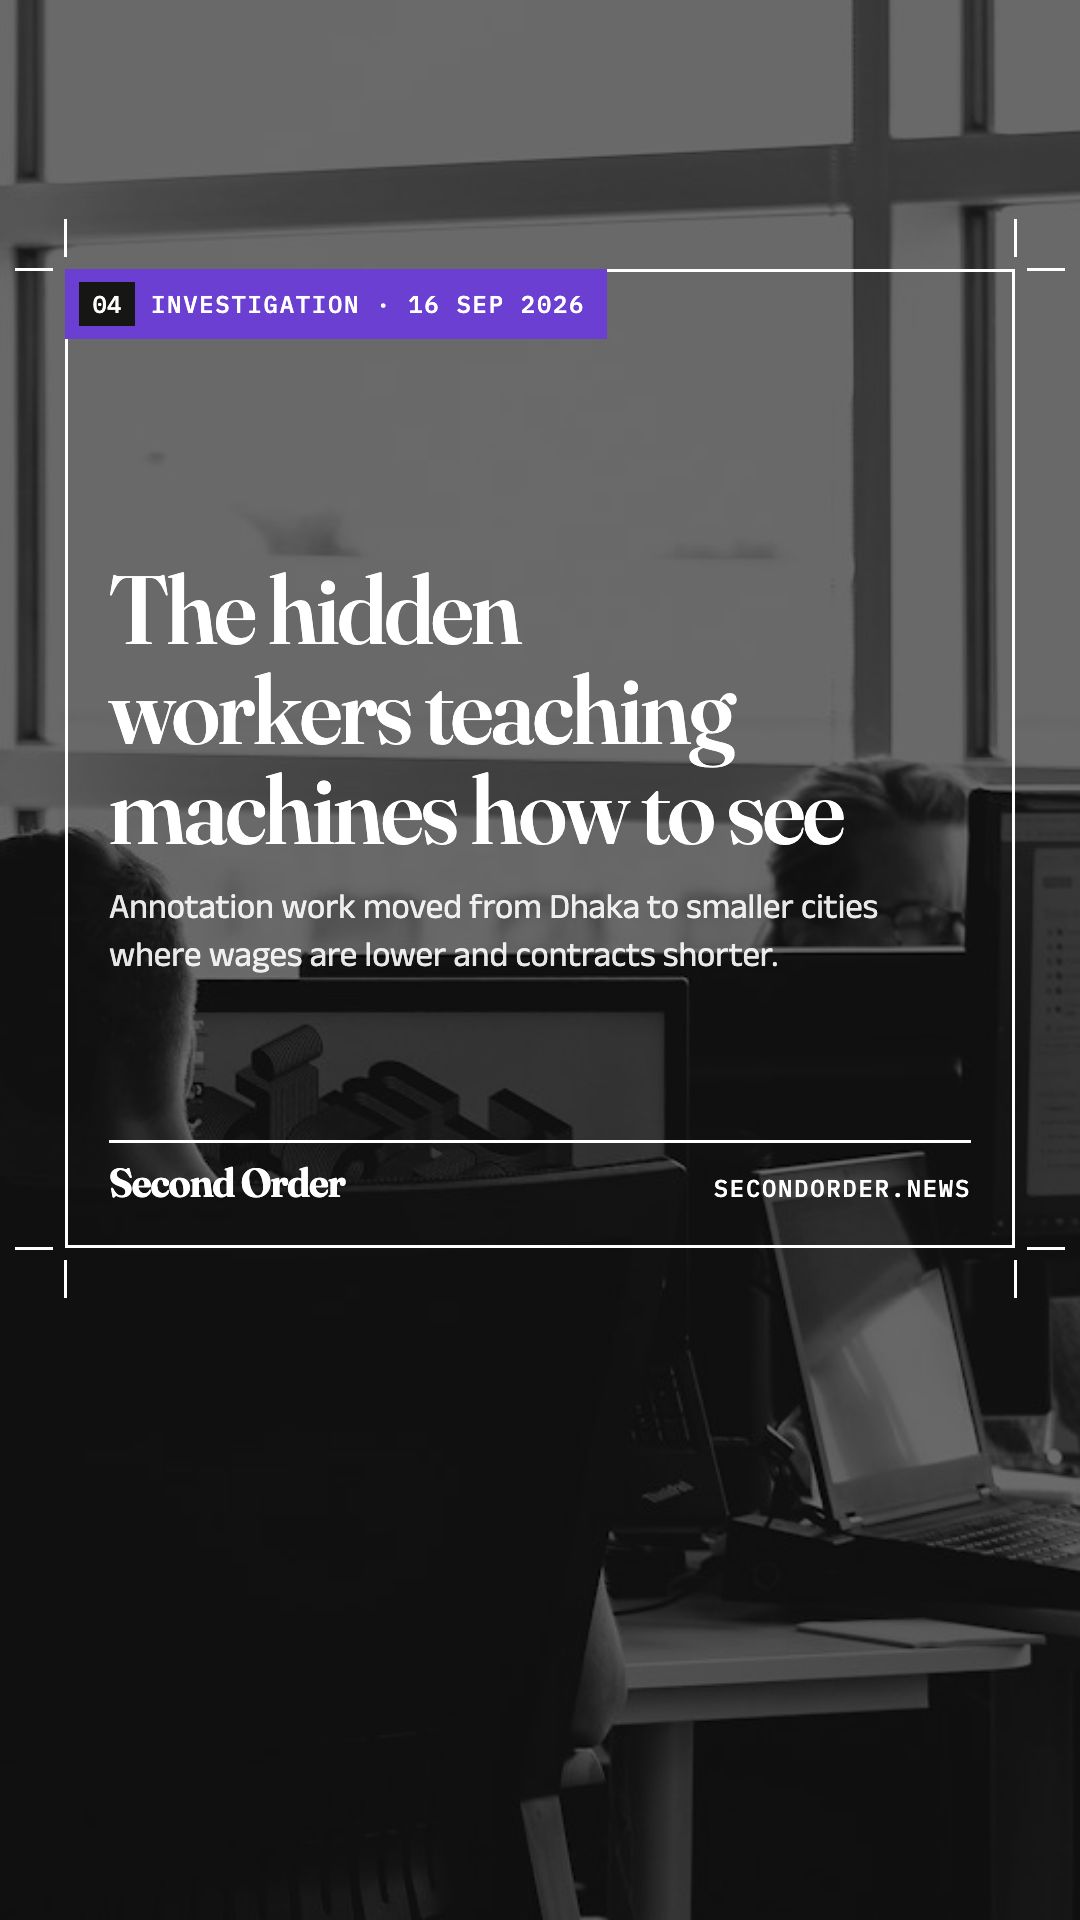 04 INVESTIGATION · 16 SEP 2026
The hidden
workers teaching
machines how to see
Annotation work moved from Dhaka to smaller cities
where wages are lower and contracts shorter.
Second Order
SECONDORDER.NEWS
ThinkPad